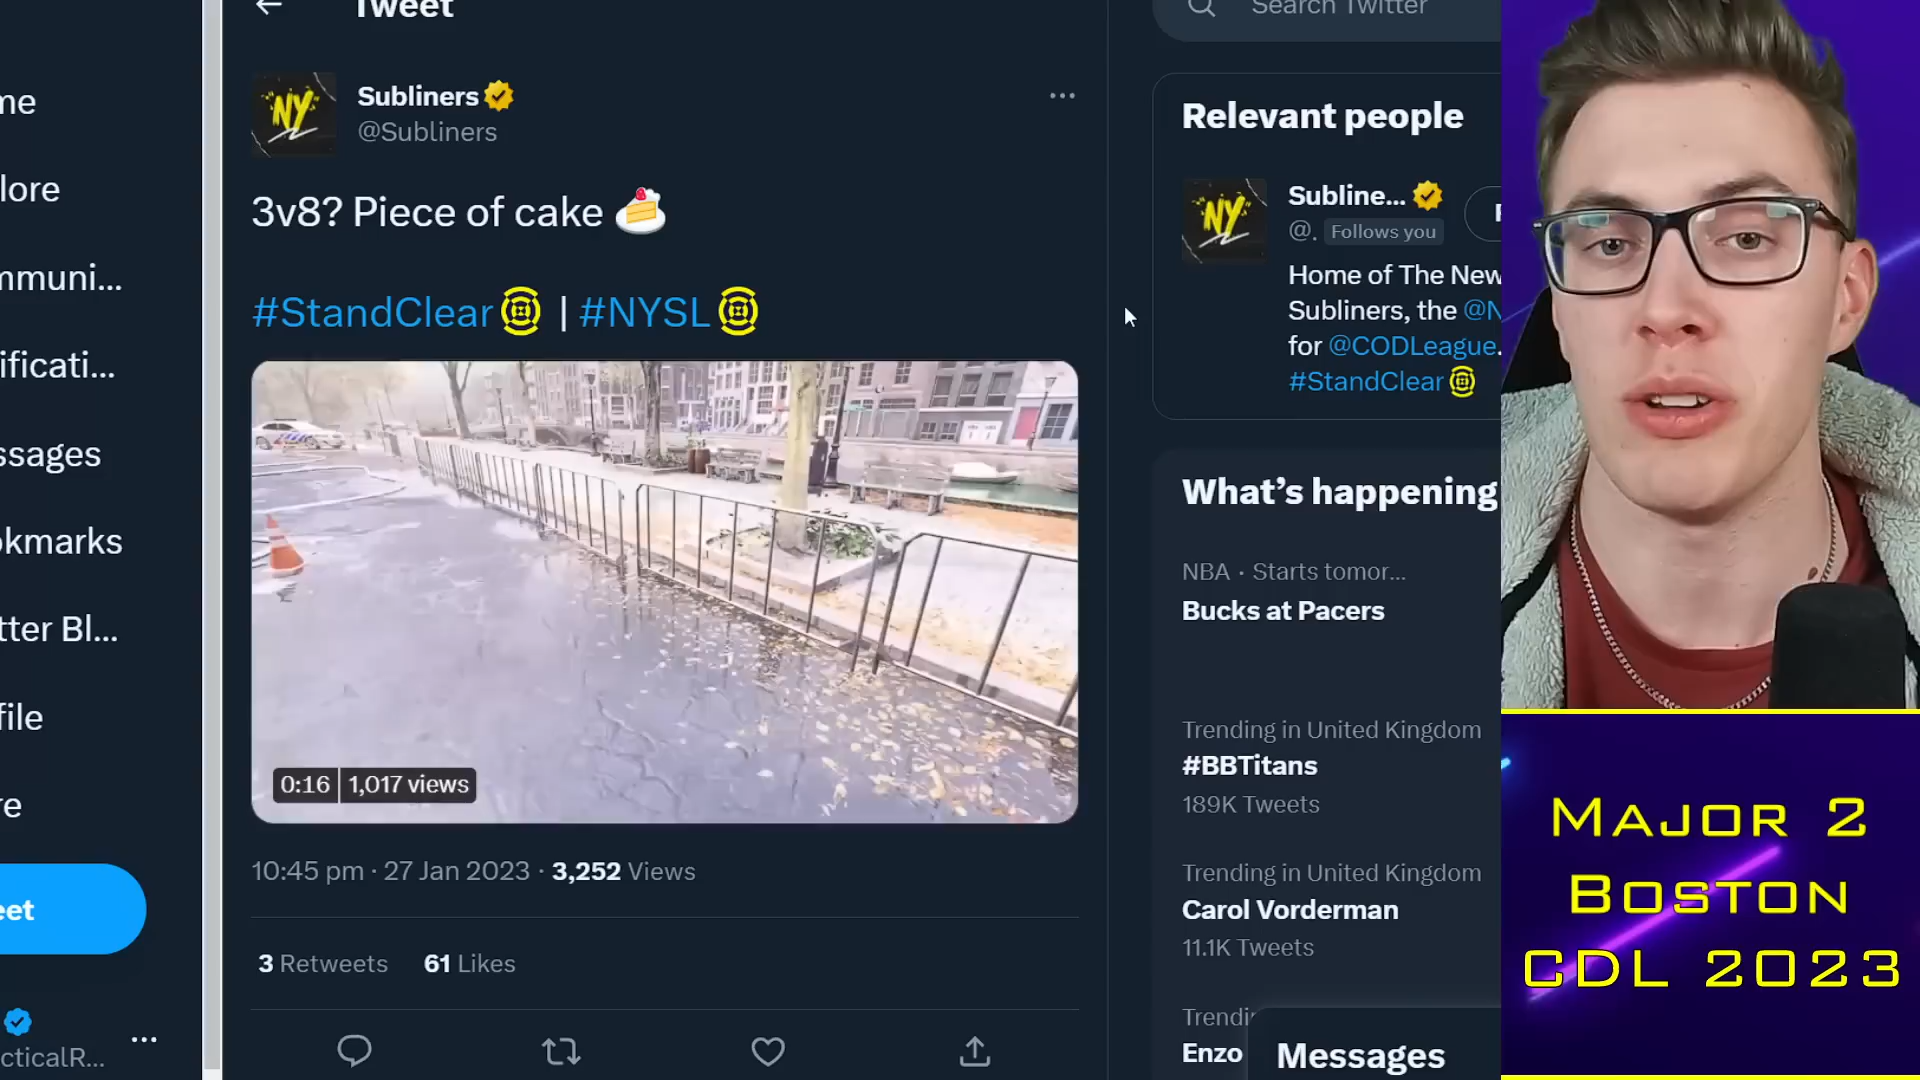 Tweet
Search Twitter
me
lore
mmuni...
ificati...
ssages
okmarks
tter Bl...
file
re
eet
cticalR...
NY
Subliners
@Subliners
3v8? Piece of cake 🍰
#StandClear | #NYSL
0:16 | 1,017 views
10:45 pm · 27 Jan 2023 · 3,252 Views
3 Retweets 61 Likes
Relevant people
NY
Subline...
@. Follows you
Home of The New
Subliners, the @N
for @CODLeague.
#StandClear
What's happening
NBA · Starts tomor...
Bucks at Pacers
Trending in United Kingdom
#BBTitans
189K Tweets
Trending in United Kingdom
Carol Vorderman
11.1K Tweets
Trendi
Enzo
Messages
Major 2
Boston
CDL 2023